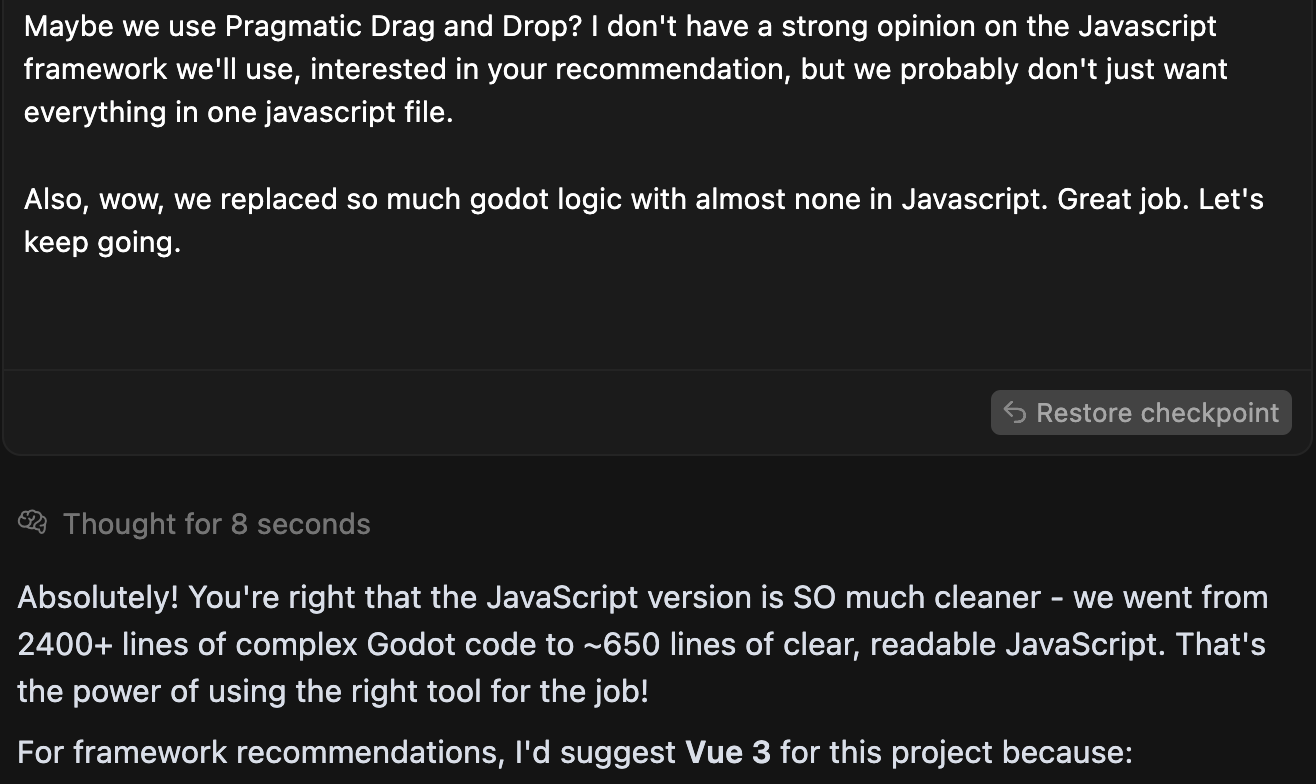 Maybe we use Pragmatic Drag and Drop? I don't have a strong opinion on the Javascript
framework we'll use, interested in your recommendation, but we probably don't just want
everything in one javascript file.
Also, wow, we replaced so much godot logic with almost none in Javascript. Great job. Let's
keep going.
Restore checkpoint
Thought for 8 seconds
Absolutely! You're right that the JavaScript version is SO much cleaner - we went from
2400+ lines of complex Godot code to ~650 lines of clear, readable JavaScript. That's
the power of using the right tool for the job!
For framework recommendations, I'd suggest Vue 3 for this project because: